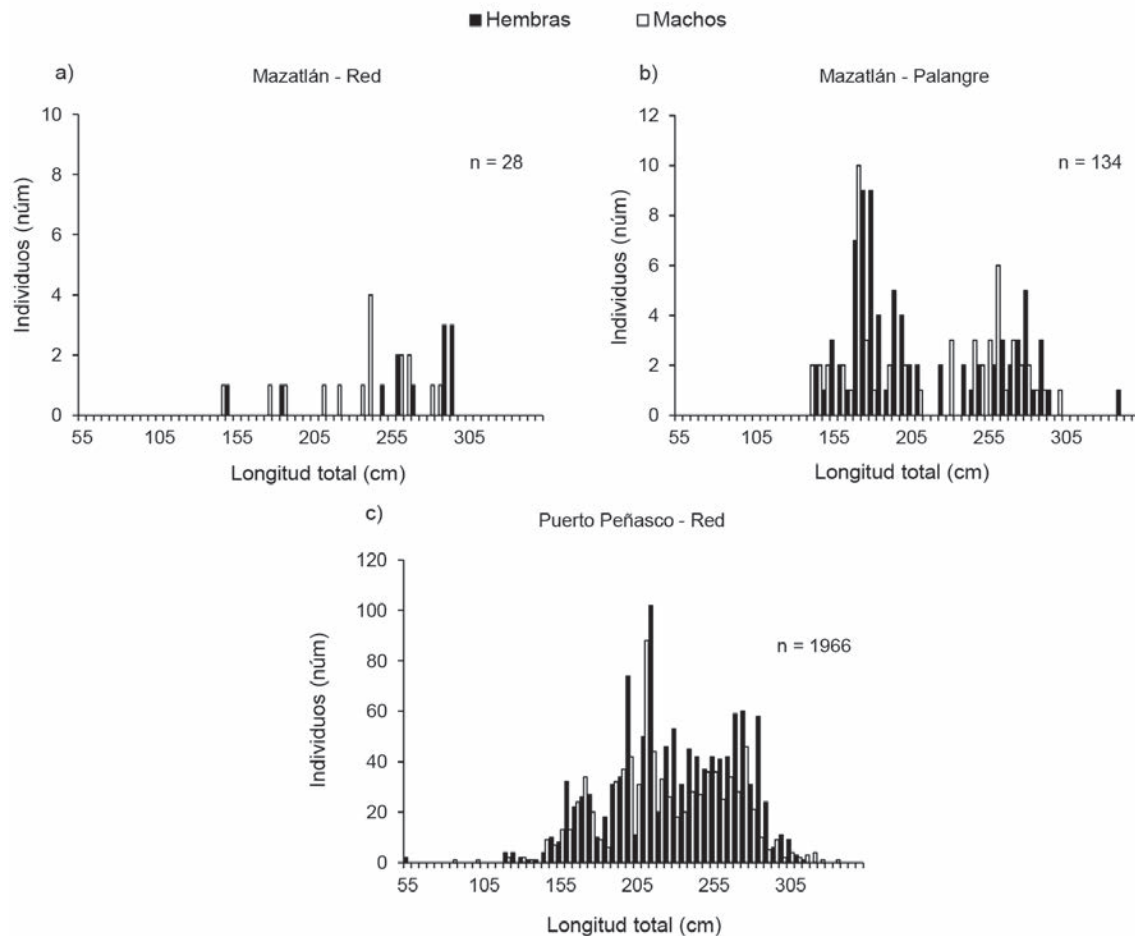 Hembras Machos
a) Mazatlán - Red
10
8
6
4
2
0
Individuos (núm)
n = 28
55 105 155 205 255 305
Longitud total (cm)
b) Mazatlán - Palangre
12
10
8
6
4
2
0
Individuos (núm)
n = 134
55 105 155 205 255 305
Longitud total (cm)
c) Puerto Peñasco - Red
120
100
80
60
40
20
0
Individuos (núm)
n = 1966
55 105 155 205 255 305
Longitud total (cm)